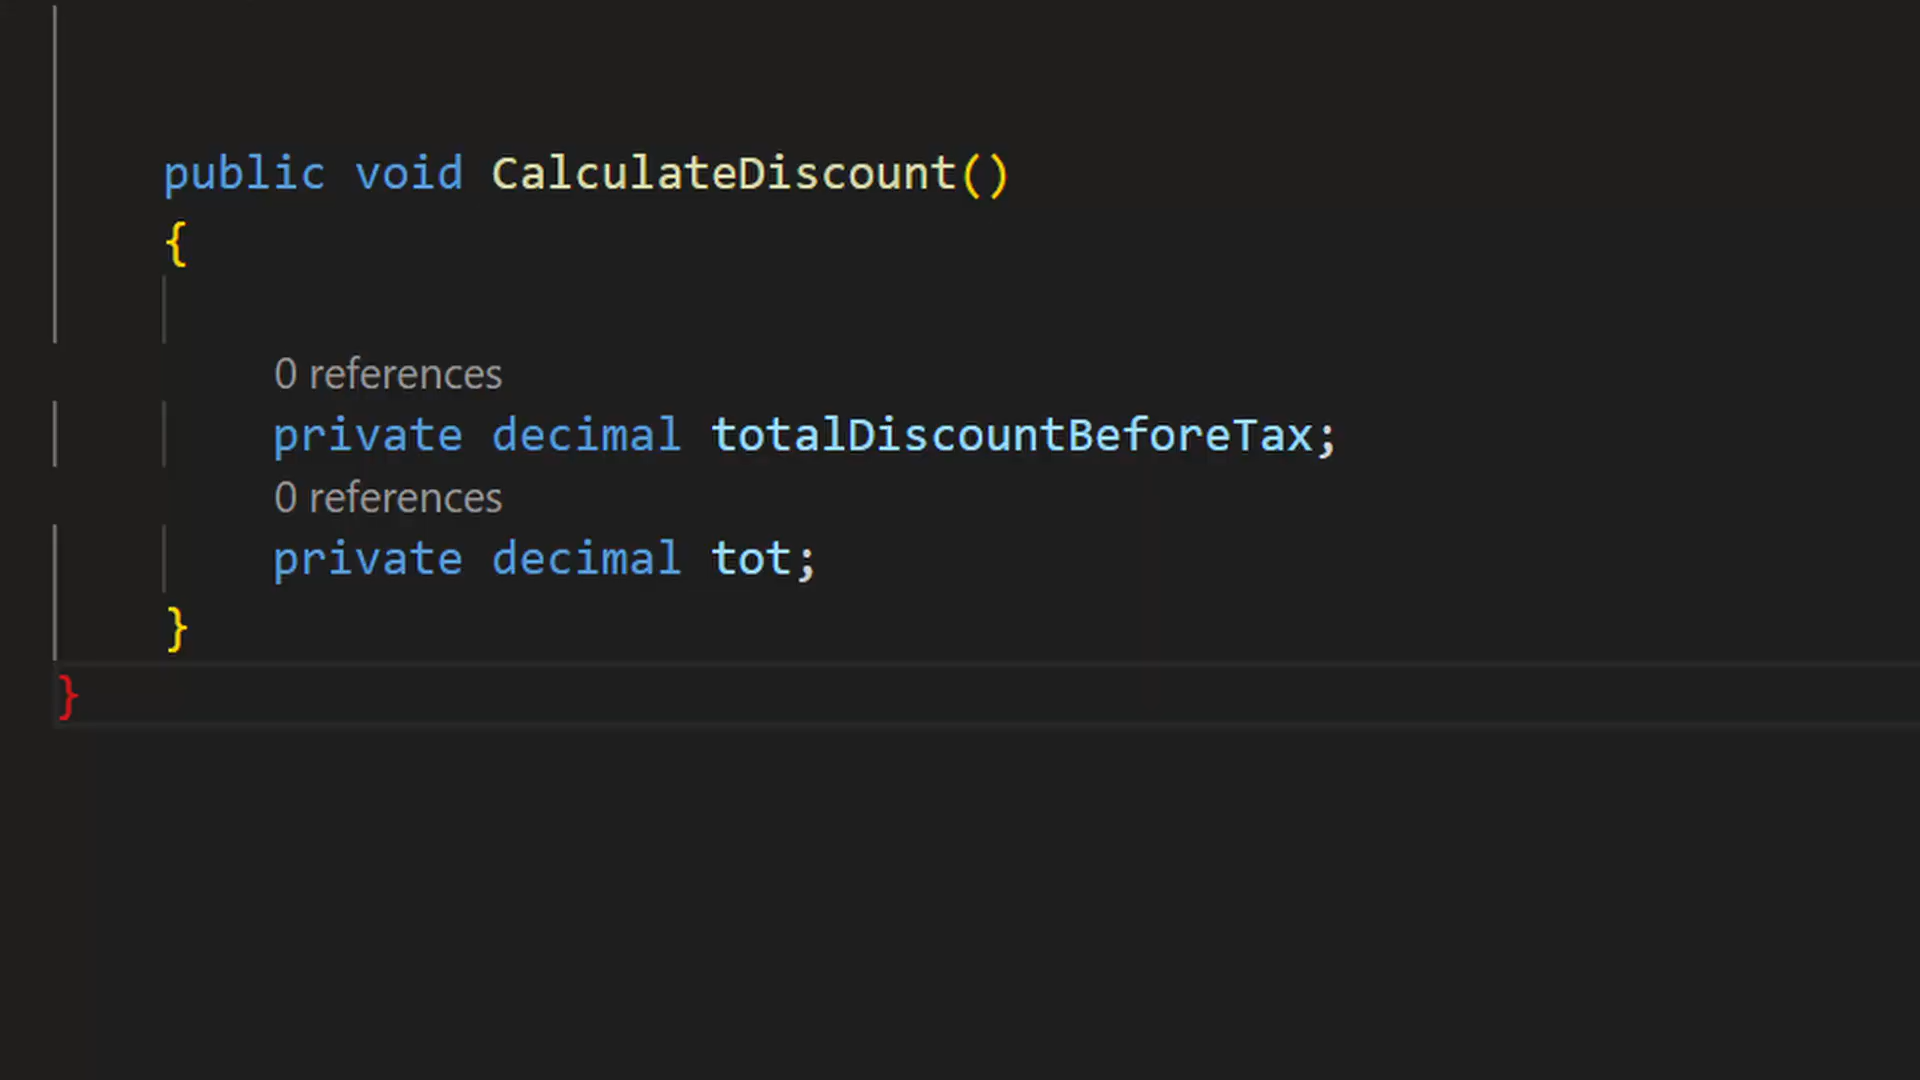 public void CalculateDiscount()
{
0 references
private decimal totalDiscountBeforeTax;
0 references
private decimal tot;
}
}